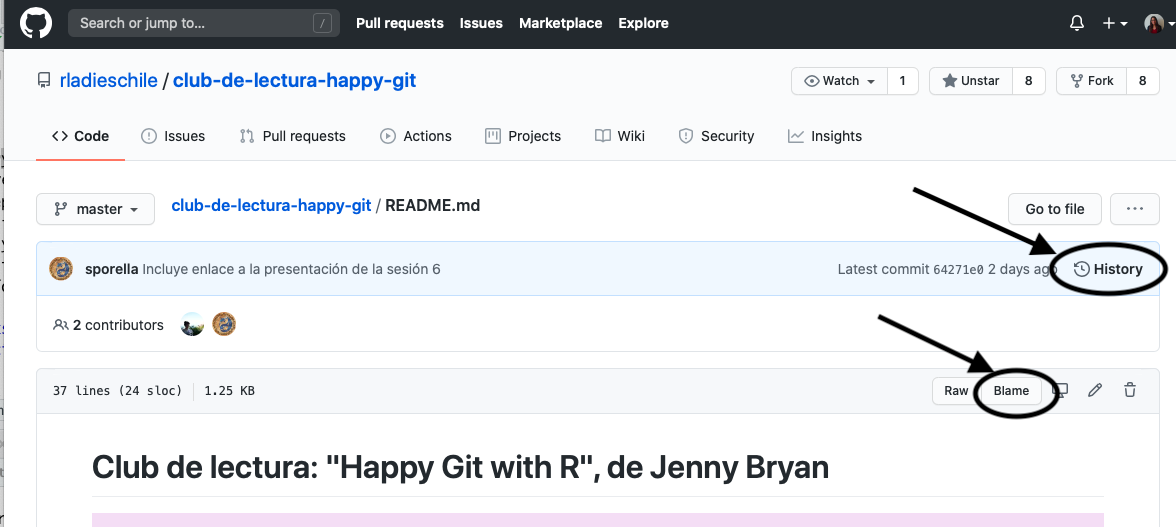 Search or jump to... / Pull requests Issues Marketplace Explore
rladieschile / club-de-lectura-happy-git Watch 1 Unstar 8 Fork 8
Code Issues Pull requests Actions Projects Wiki Security Insights
master club-de-lectura-happy-git / README.md Go to file ...
sporella Incluye enlace a la presentación de la sesión 6 Latest commit 64271e0 2 days ago History
2 contributors
37 lines (24 sloc) 1.25 KB Raw Blame
Club de lectura: "Happy Git with R", de Jenny Bryan